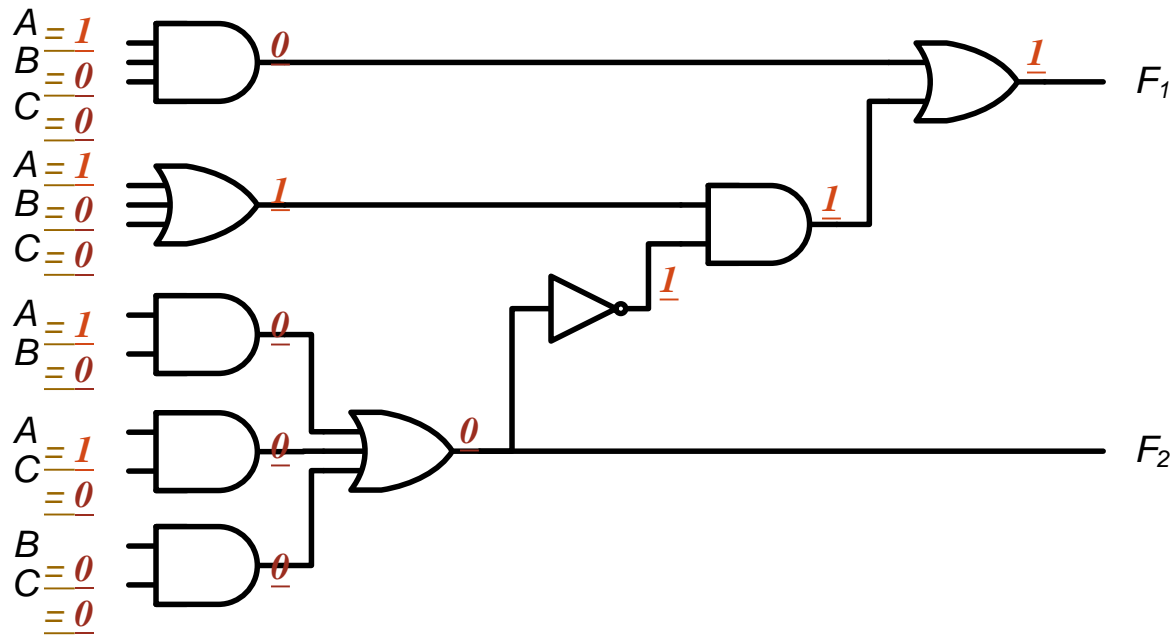 A = 1
0
1
B = 0
F1
C = 0
A = 1
B = 0
1
1
C = 0
1
A = 1
0
B = 0
A = 1
0
0
F2
C = 0
B = 0
0
C = 0